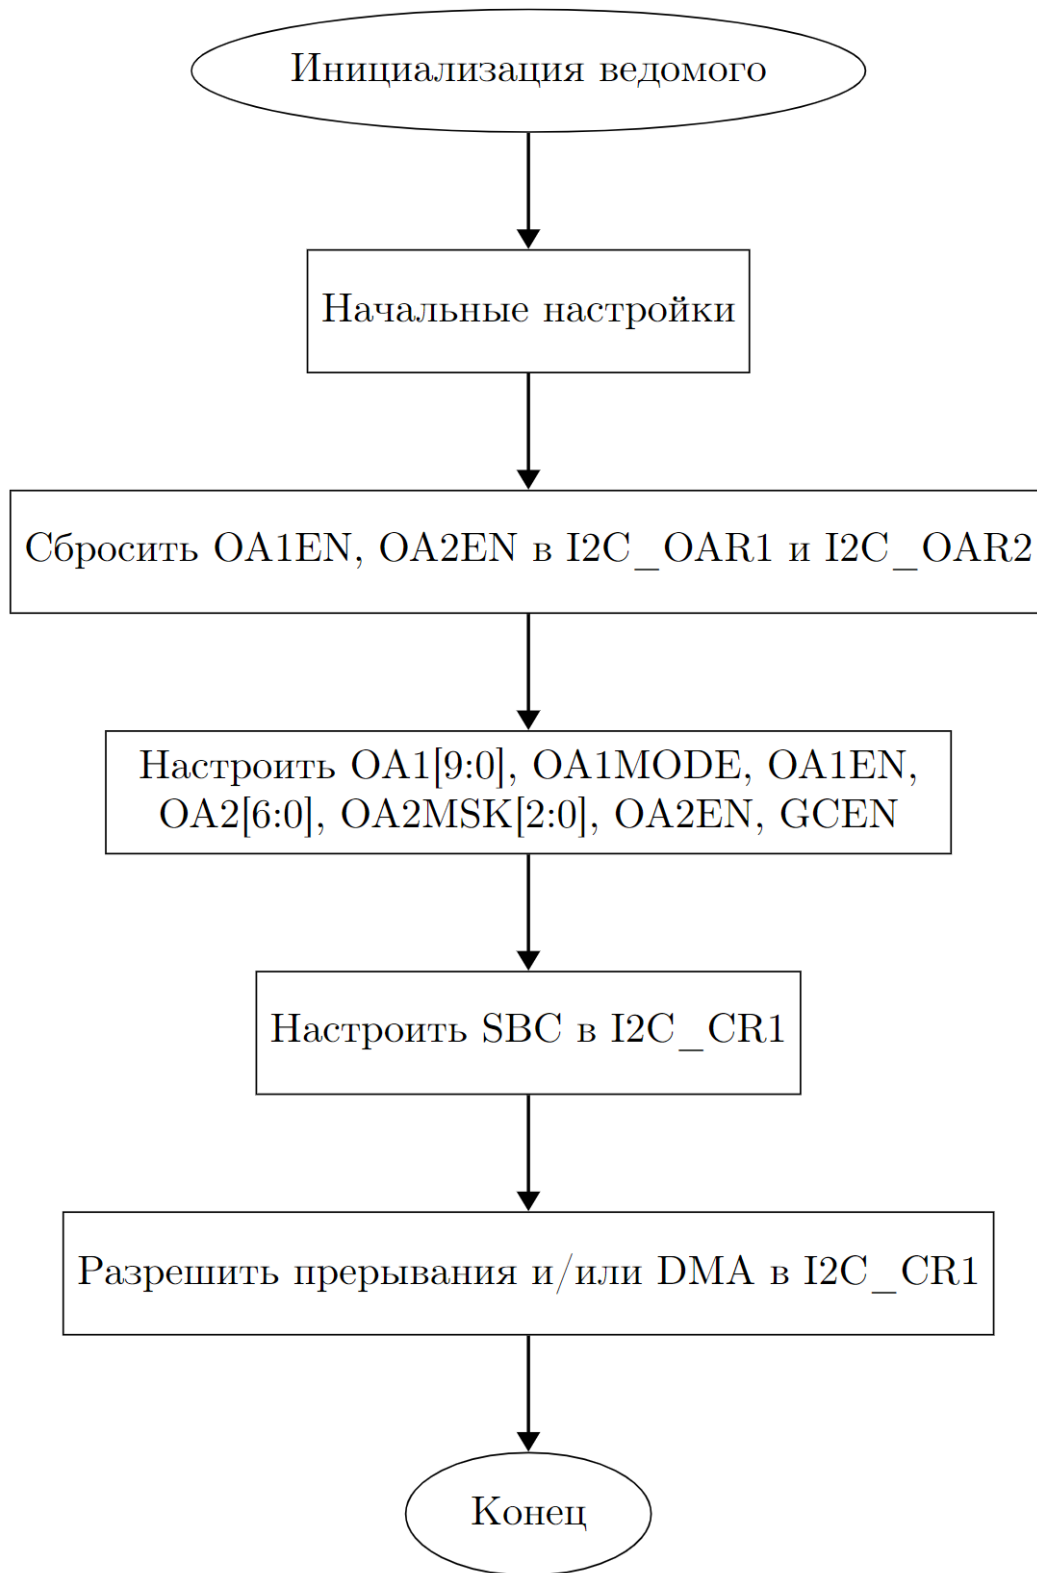 Инициализация ведомого
Начальные настройки
Сбросить OA1EN, OA2EN в I2C_OAR1 и I2C_OAR2
Настроить OA1[9:0], OA1MODE, OA1EN,
OA2[6:0], OA2MSK[2:0], OA2EN, GCEN
Настроить SBC в I2C_CR1
Разрешить прерывания и/или DMA в I2C_CR1
Конец